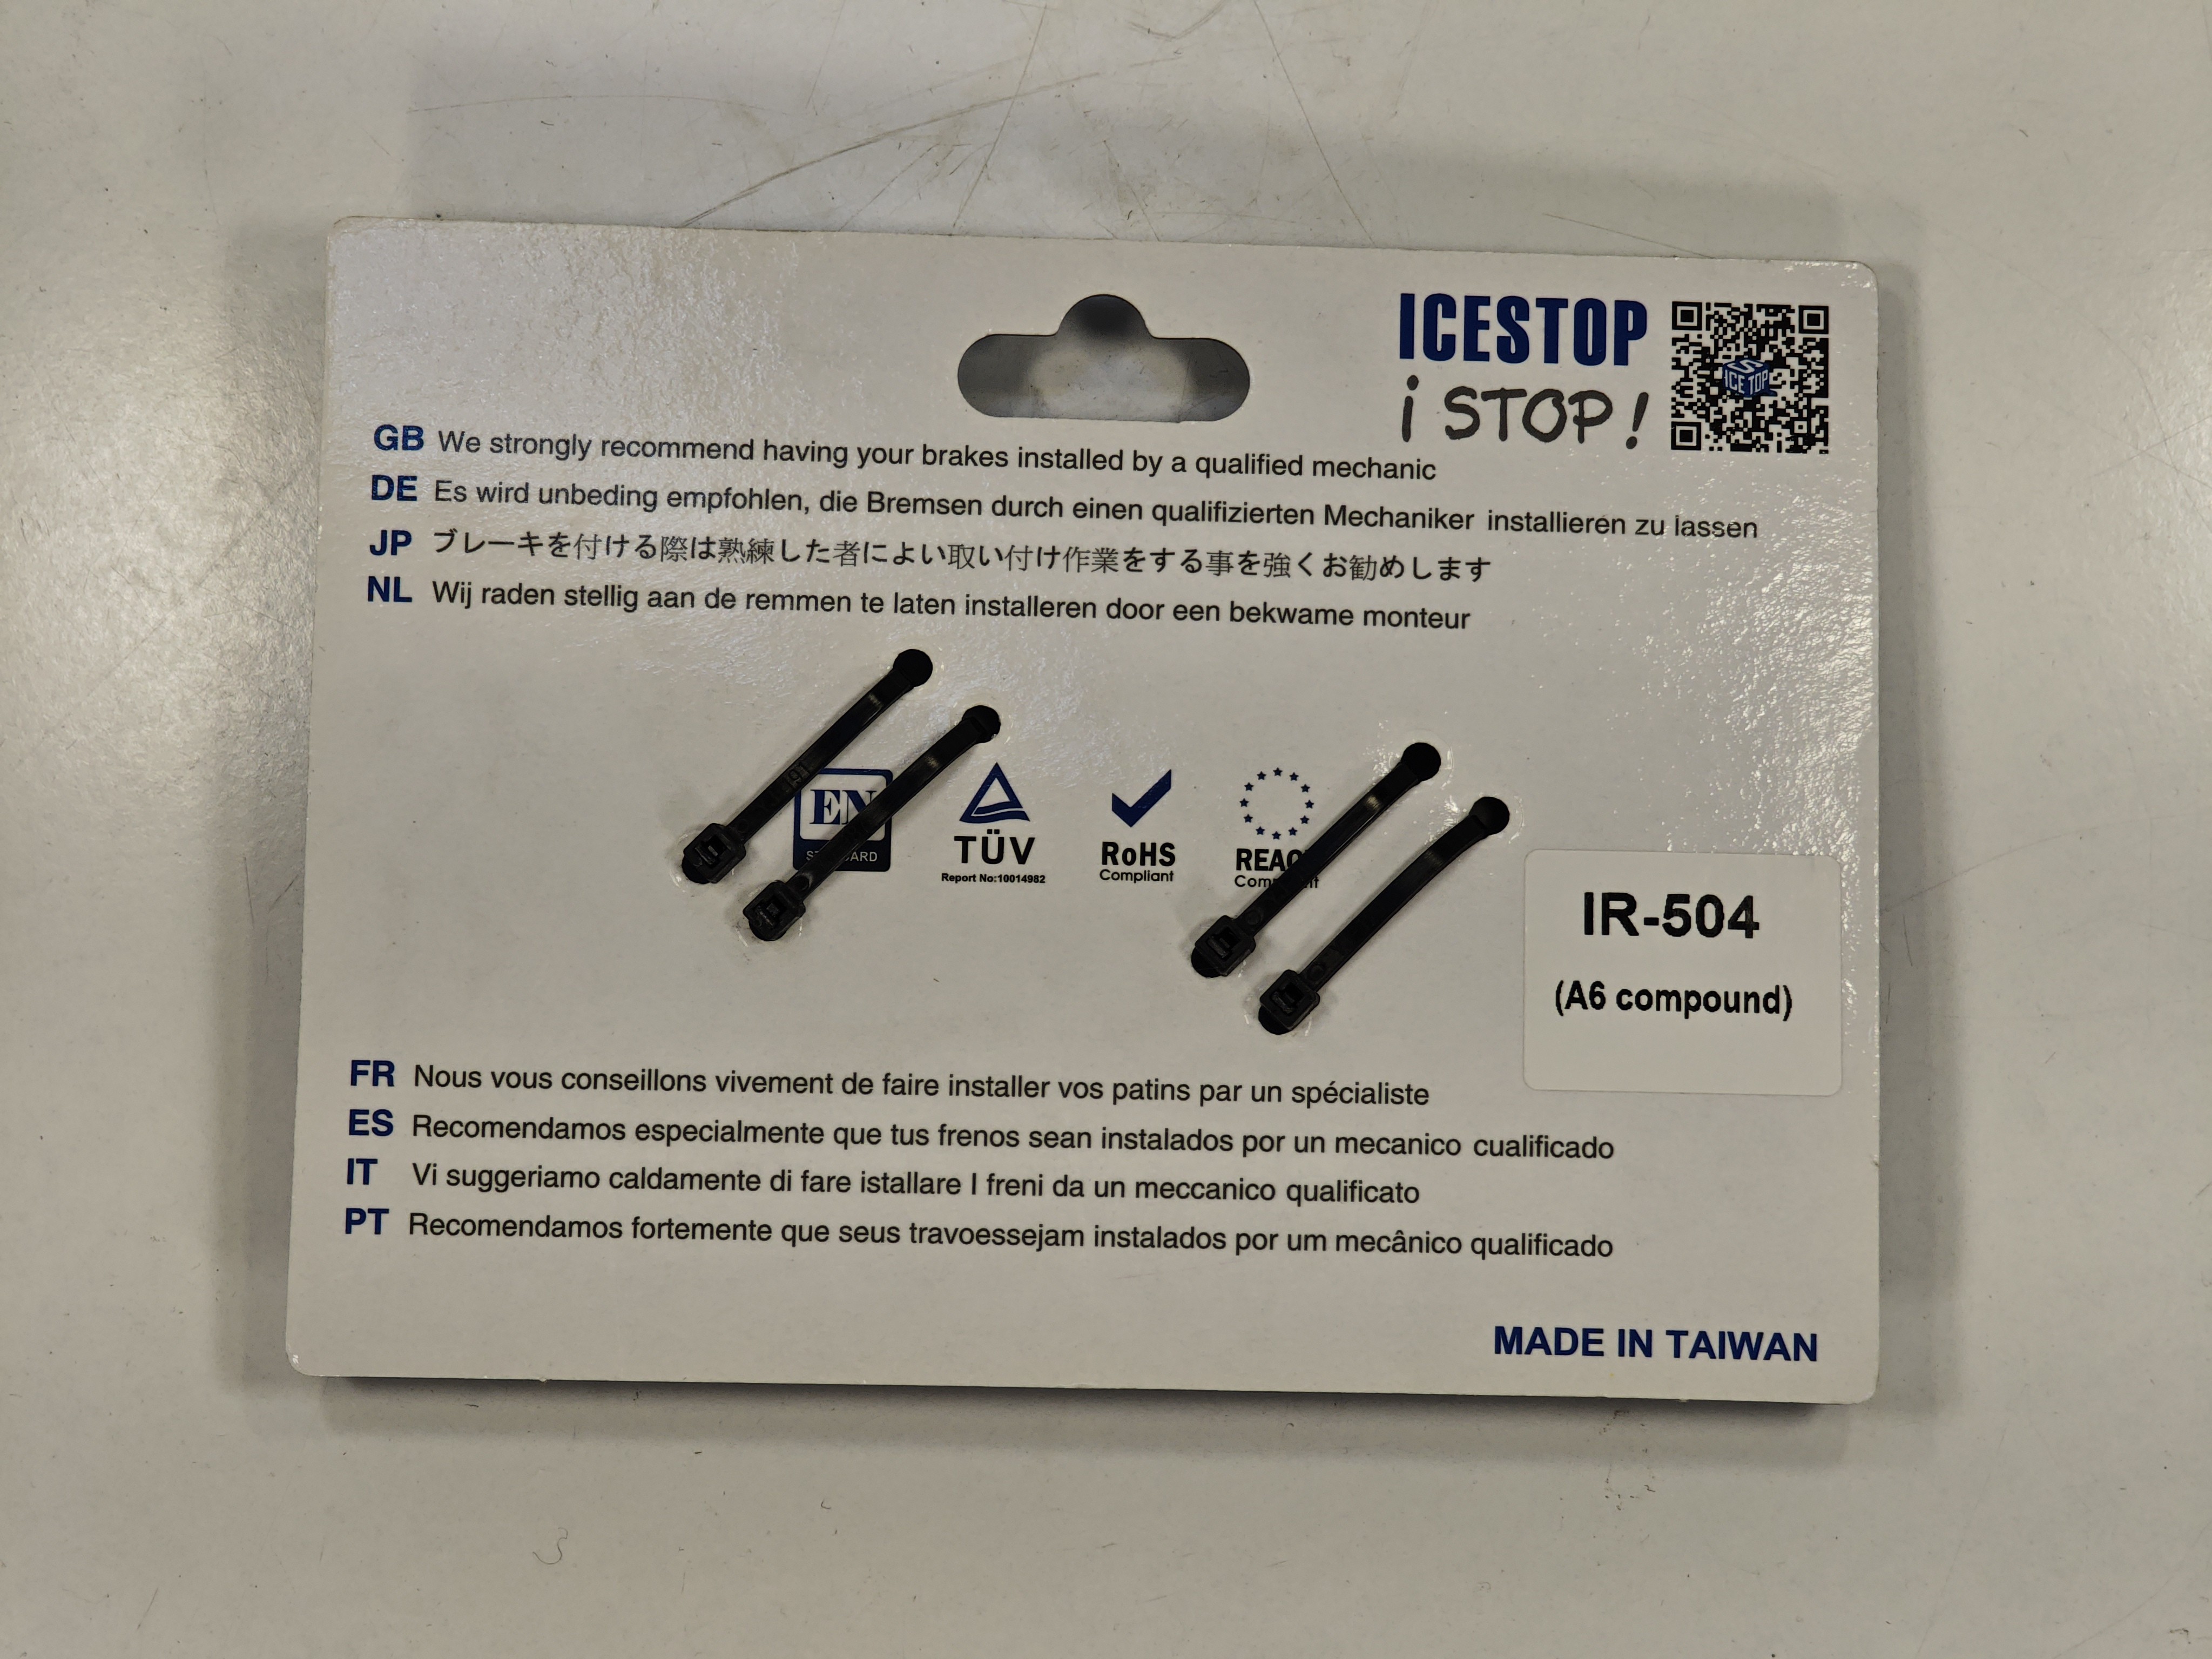 ICESTOP
i STOP!
ICE TOP
S
GB We strongly recommend having your brakes installed by a qualified mechanic
DE Es wird unbeding empfohlen, die Bremsen durch einen qualifizierten Mechaniker installieren zu lassen
JP ブレーキを付ける際は熟練した者によい取い付け作業をする事を強くお勧めします
NL Wij raden stellig aan de remmen te laten installeren door een bekwame monteur
EN
TÜV
Report No:10014982
RoHS
Compliant
IR-504
(A6 compound)
FR Nous vous conseillons vivement de faire installer vos patins par un spécialiste
ES Recomendamos especialmente que tus frenos sean instalados por un mecanico cualificado
IT Vi suggeriamo caldamente di fare istallare I freni da un meccanico qualificato
PT Recomendamos fortemente que seus travoessejam instalados por um mecânico qualificado
MADE IN TAIWAN